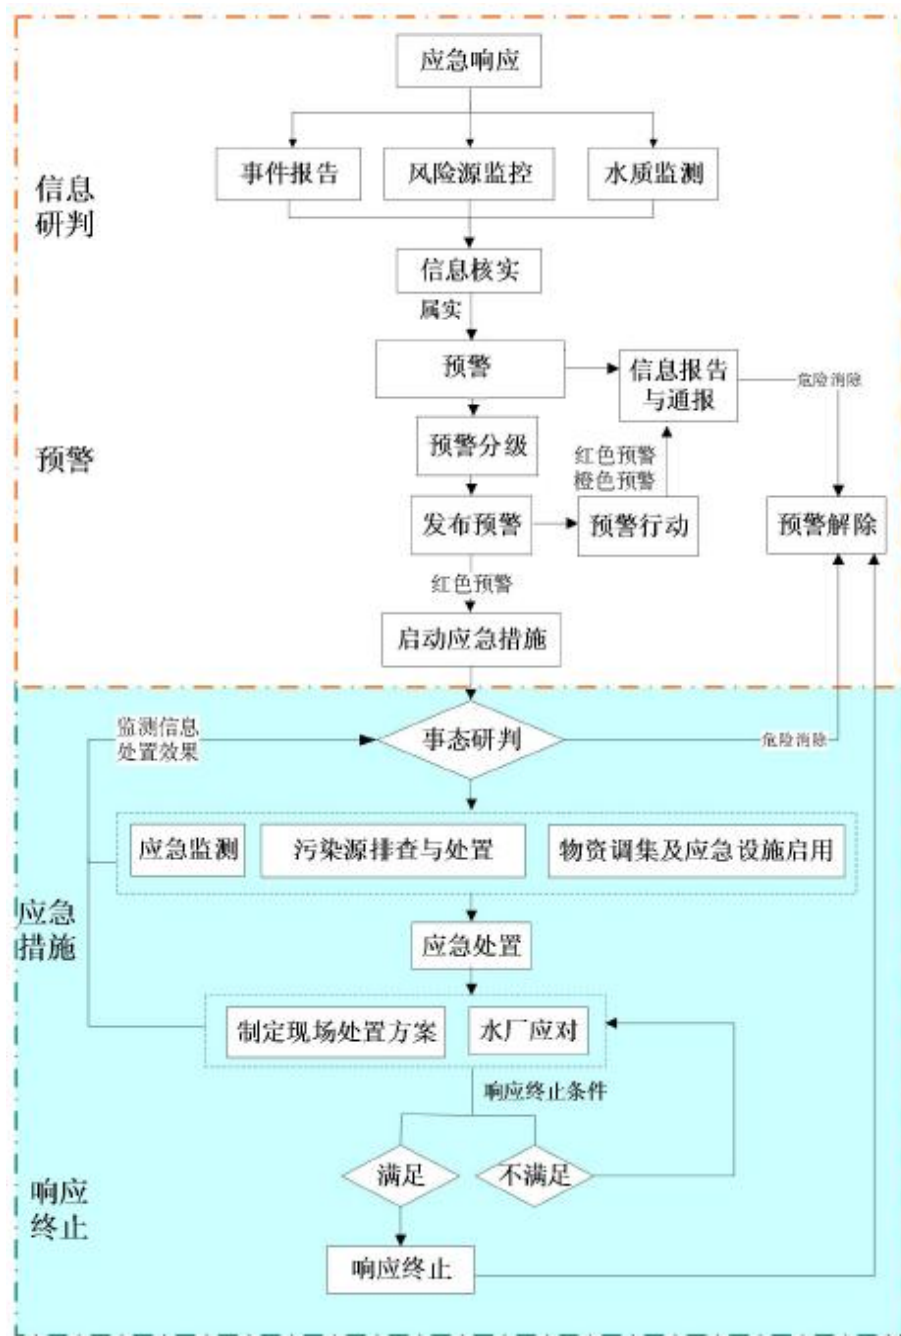 应急响应
事件报告
风险源监控
水质监测
信息
研判
信息核实
属实
预警
信息报告
与通报
危险消除
预警
预警分级
红色预警
橙色预警
发布预警
预警行动
预警解除
红色预警
启动应急措施
监测信息
处置效果
事态研判
危险消除
应急监测
污染源排查与处置
物资调集及应急设施启用
应急
措施
应急处置
制定现场处置方案
水厂应对
响应终止条件
满足
不满足
响应
终止
响应终止